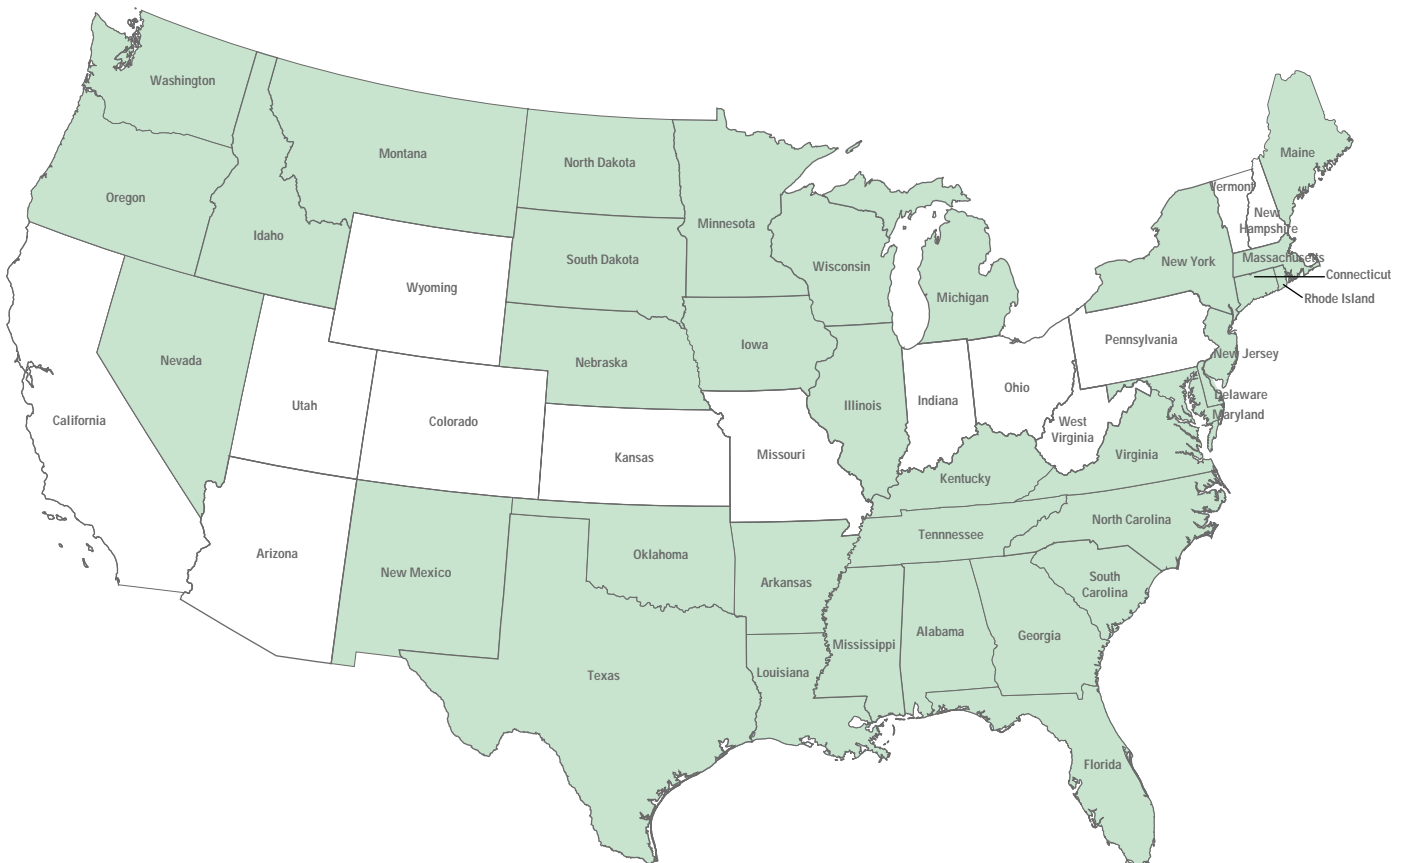 Washington
Maine
Montana
North Dakota
Vermont
Oregon
New
Hampshire
Minnesota
Idaho
South Dakota
Massachusetts
New York
Wisconsin
Connecticut
Wyoming
Michigan
Rhode Island
Pennsylvania
Iowa
New Jersey
Nevada
Nebraska
Ohio
Delaware
Indiana
Utah
Illinois
Maryland
California
Colorado
West
Virginia
Missouri
Virginia
Kansas
Kentucky
North Carolina
Tennnessee
Arizona
Oklahoma
New Mexico
Arkansas
South
Carolina
Alabama
Georgia
Mississippi
Louisiana
Texas
Florida